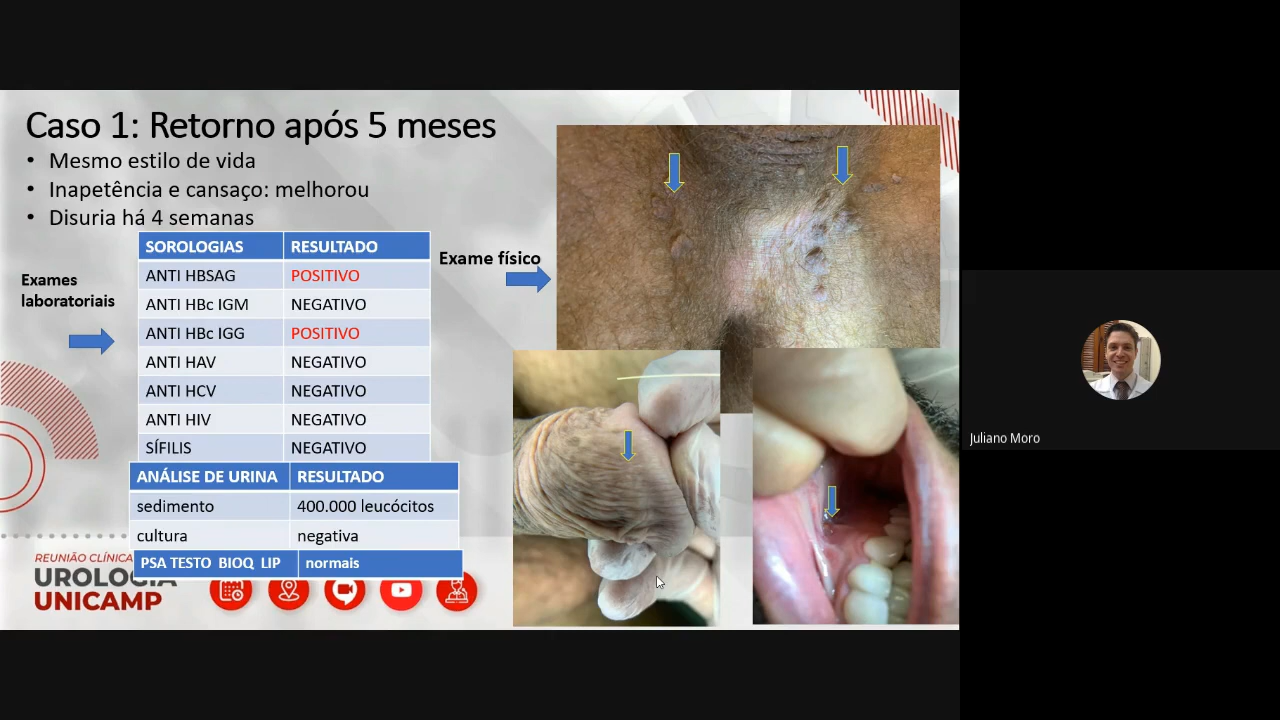 Caso 1: Retorno após 5 meses
• Mesmo estilo de vida
• Inapetência e cansaço: melhorou
• Disuria há 4 semanas
Exames
laboratoriais
SOROLOGIAS RESULTADO
ANTI HBSAG POSITIVO
ANTI HBc IGM NEGATIVO
ANTI HBc IGG POSITIVO
ANTI HAV NEGATIVO
ANTI HCV NEGATIVO
ANTI HIV NEGATIVO
SÍFILIS NEGATIVO
ANÁLISE DE URINA RESULTADO
sedimento 400.000 leucócitos
cultura negativa
PSA TESTO BIOQ LIP normais
Exame físico
REUNIÃO CLÍNICA
UROLOGIA
UNICAMP
Juliano Moro